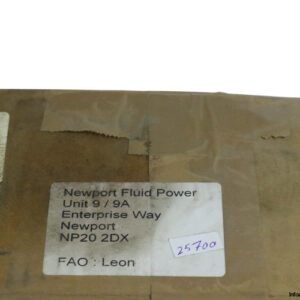 Newport Fluid Power
Unit 9 / 9A
Enterprise Way
Newport
NP20 2DX
FAO : Leon
25700